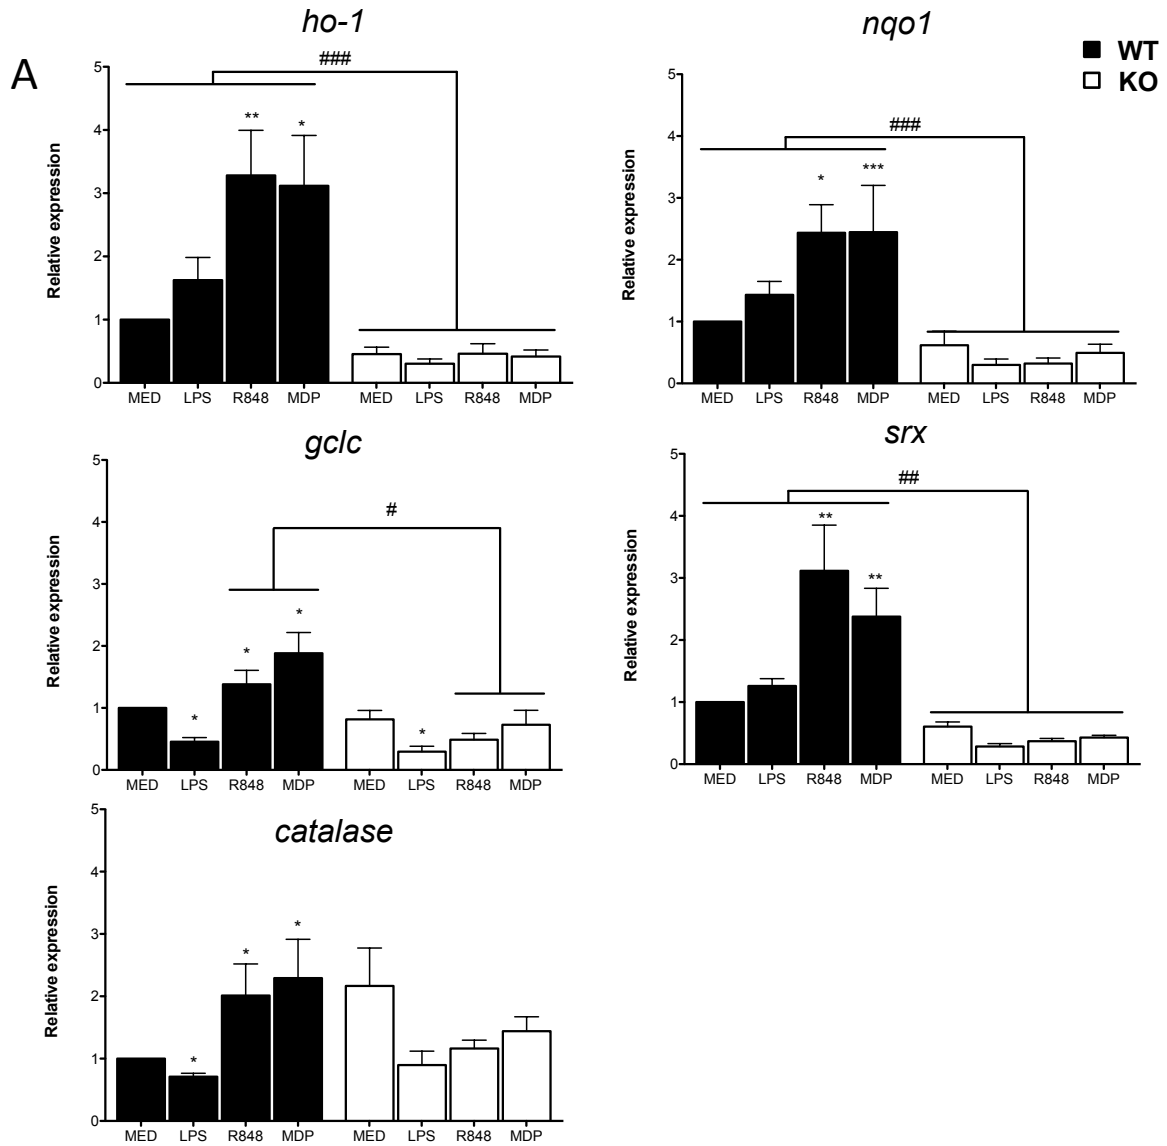 A
ho-1
Relative expression
5
4
3
2
1
0
###
**
*
MED LPS R848 MDP MED LPS R848 MDP
nqo1
WT
KO
Relative expression
5
4
3
2
1
0
###
*
***
MED LPS R848 MDP MED LPS R848 MDP
gclc
Relative expression
5
4
3
2
1
0
#
*
*
*
*
MED LPS R848 MDP MED LPS R848 MDP
srx
Relative expression
5
4
3
2
1
0
##
**
**
MED LPS R848 MDP MED LPS R848 MDP
catalase
Relative expression
5
4
3
2
1
0
*
*
*
MED LPS R848 MDP MED LPS R848 MDP